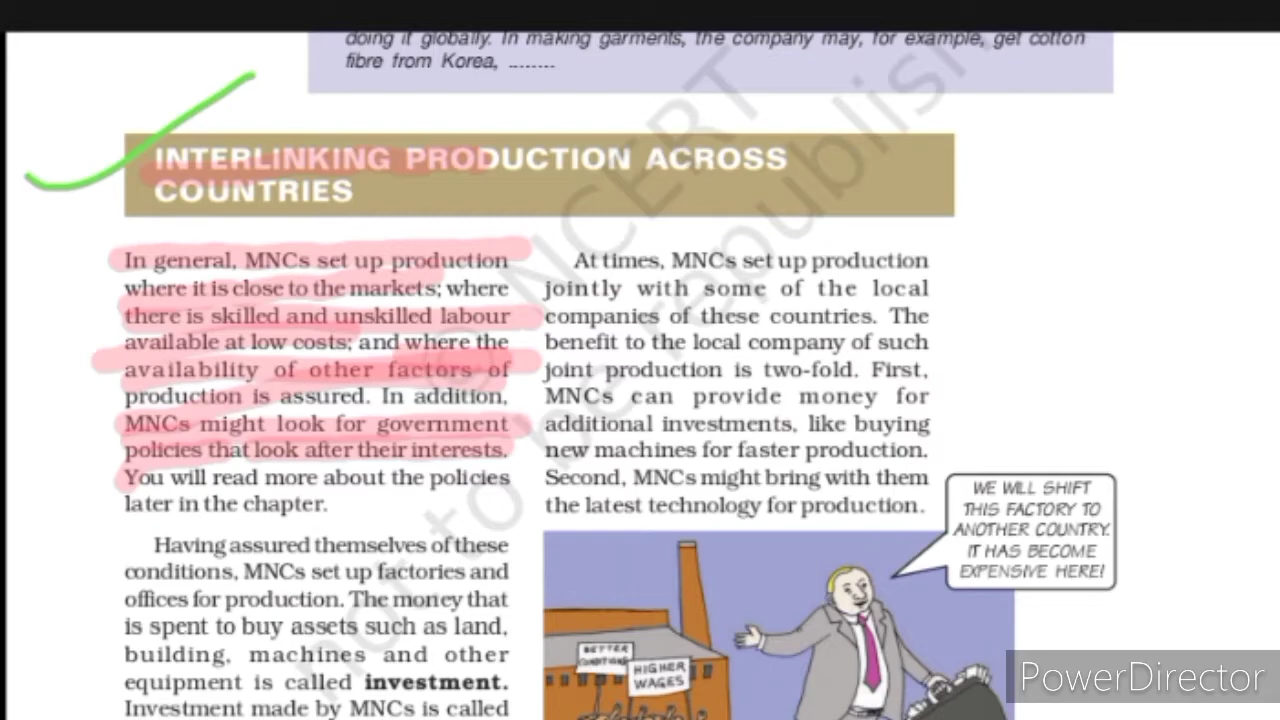 doing it globally. In making garments, the company may, for example, get cotton
fibre from Korea, ........
INTERLINKING PRODUCTION ACROSS
COUNTRIES
In general, MNCs set up production
where it is close to the markets; where
there is skilled and unskilled labour
available at low costs; and where the
availability of other factors of
production is assured. In addition,
MNCs might look for government
policies that look after their interests.
You will read more about the policies
later in the chapter.
Having assured themselves of these
conditions, MNCs set up factories and
offices for production. The money that
is spent to buy assets such as land,
building, machines and other
equipment is called investment.
Investment made by MNCs is called
At times, MNCs set up production
jointly with some of the local
companies of these countries. The
benefit to the local company of such
joint production is two-fold. First,
MNCs can provide money for
additional investments, like buying
new machines for faster production.
Second, MNCs might bring with them
the latest technology for production.
WE WILL SHIFT
THIS FACTORY TO
ANOTHER COUNTRY.
IT HAS BECOME
EXPENSIVE HERE!
BETTER
CONDITIONS
HIGHER
WAGES
© NCERT
not to be republish
PowerDirector